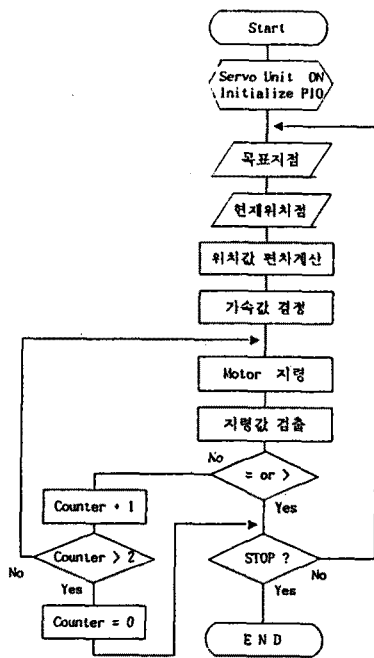 Start
Servo Unit ON
Initialize PIO
목표지점
현재위치점
위치값 편차계산
가속값 결정
Motor 지령
지령값 검출
No
= or >
Yes
Counter + 1
Counter > 2
No
Yes
STOP ?
No
Yes
Counter = 0
E N D